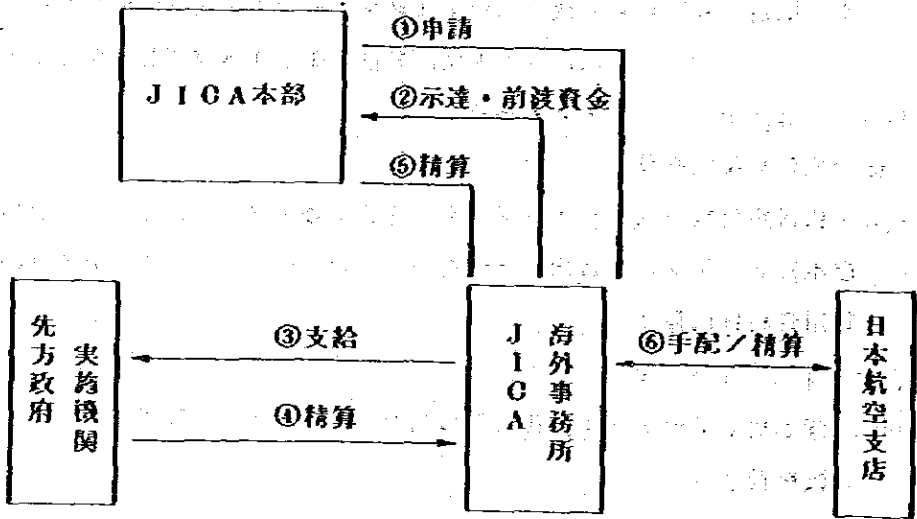 ①申請
JICA本部
②示達・前渡資金
⑤精算
先方政府
実務機関
③支給
④精算
JICA
海外事務所
⑥手配／精算
日本航空支店